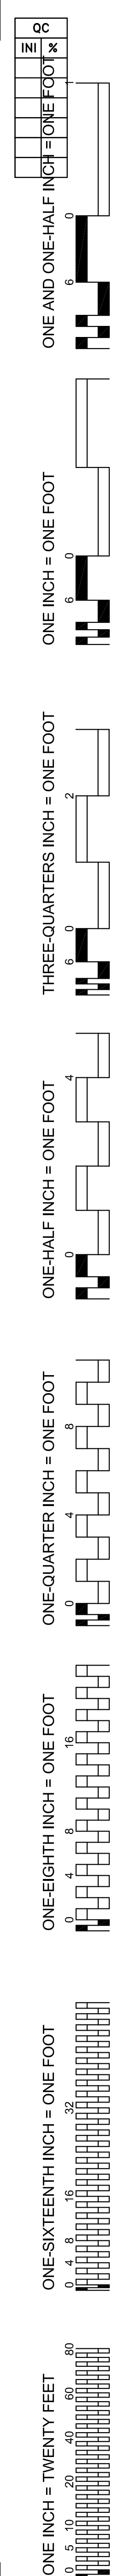 QC
INI %
ONE AND ONE-HALF INCH = ONE FOOT
6 0 1
ONE INCH = ONE FOOT
6 0
THREE-QUARTERS INCH = ONE FOOT
6 0 2
ONE-HALF INCH = ONE FOOT
0 4
ONE-QUARTER INCH = ONE FOOT
0 4 8
ONE-EIGHTH INCH = ONE FOOT
0 4 8 16
ONE-SIXTEENTH INCH = ONE FOOT
0 4 8 16 32
ONE INCH = TWENTY FEET
0 5 10 20 40 60 80